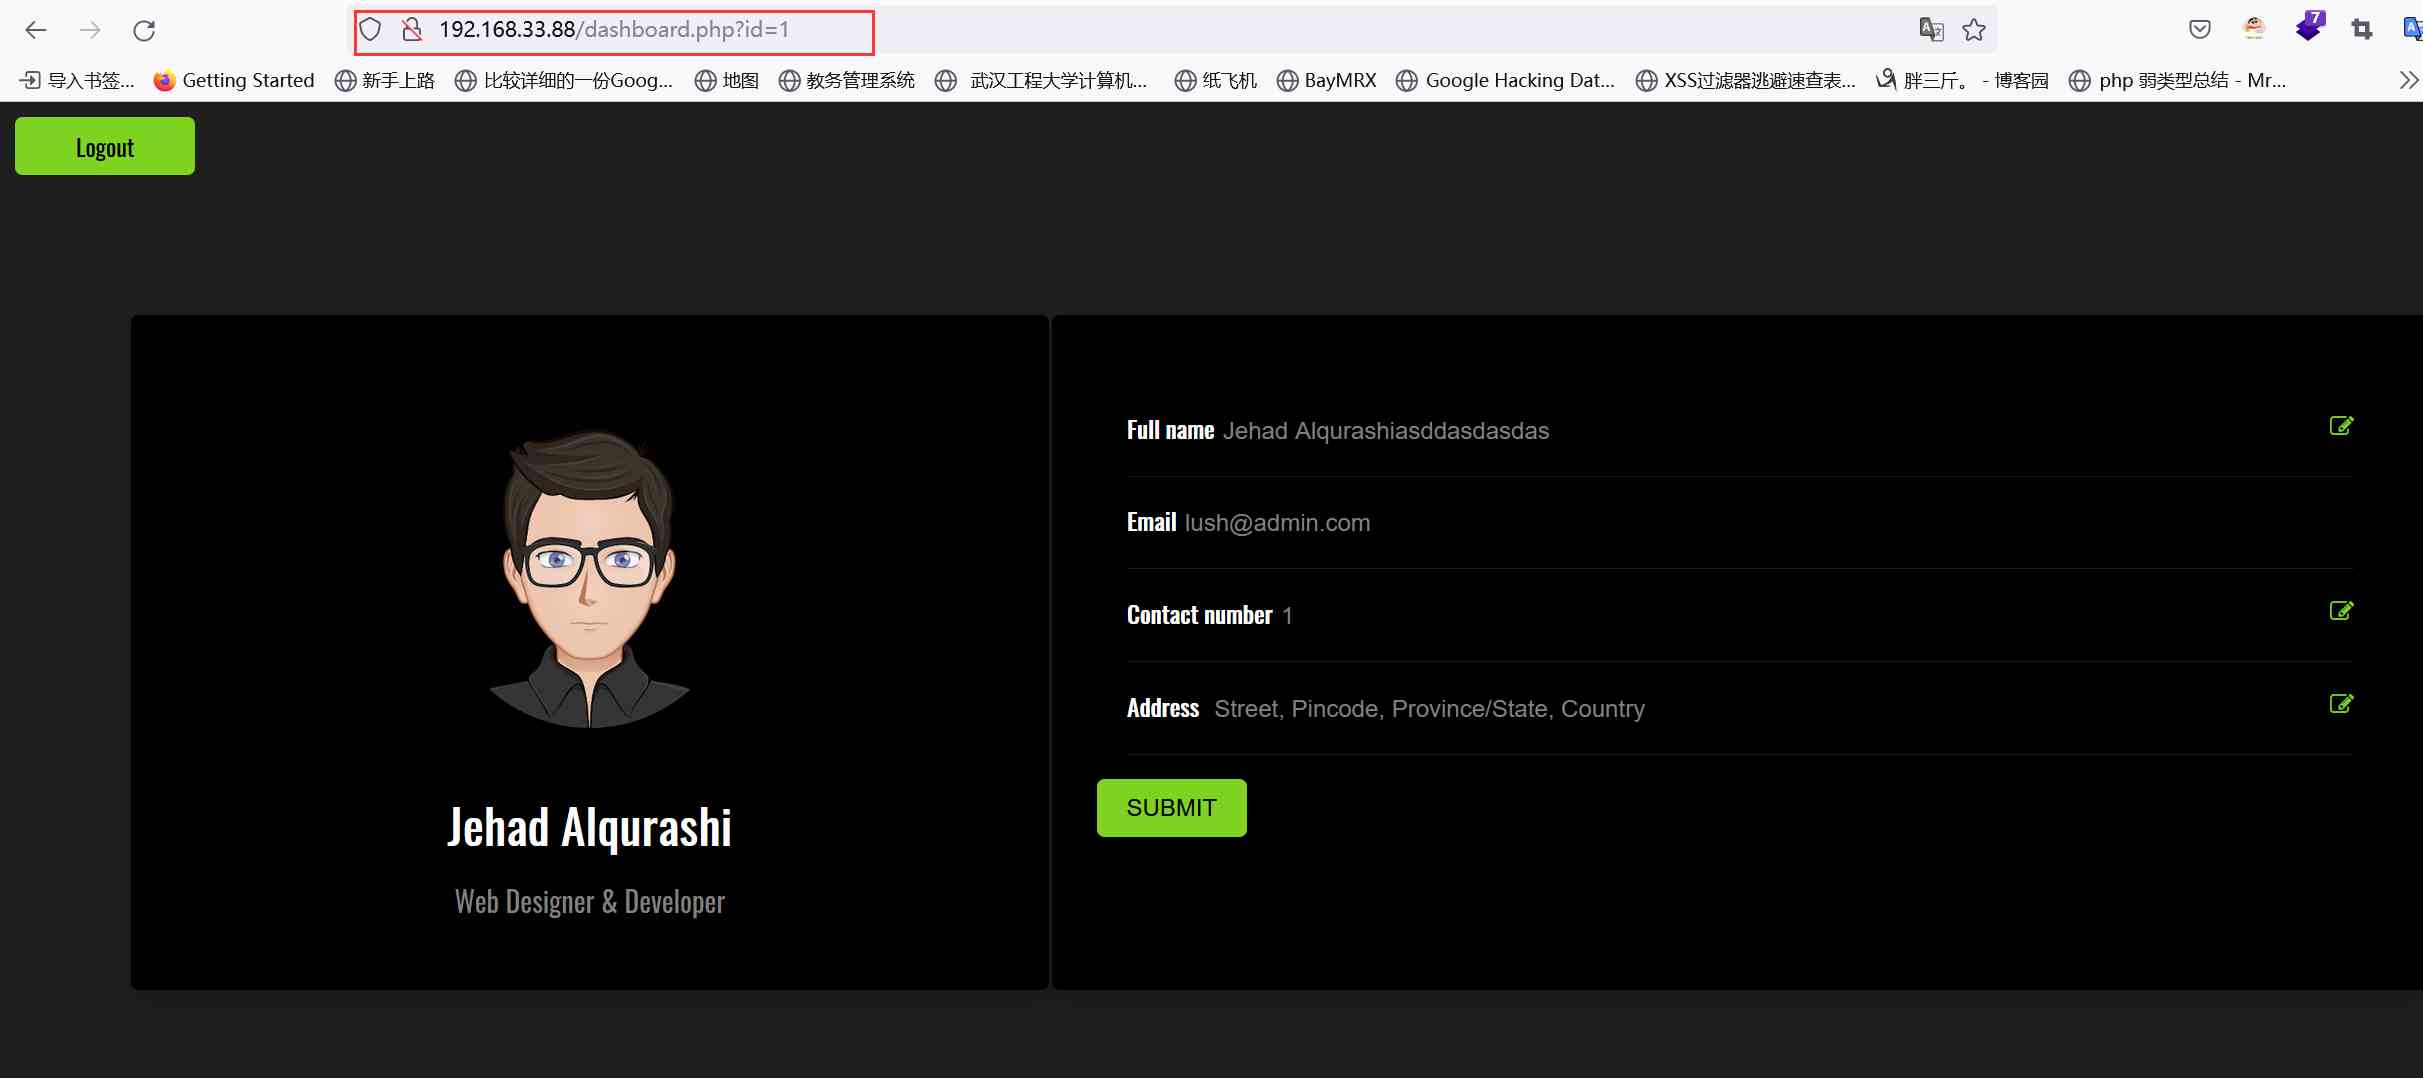 192.168.33.88/dashboard.php?id=1
7
导入书签... Getting Started 新手上路 比较详细的一份Goog... 地图 教务管理系统 武汉工程大学计算机... 纸飞机 BayMRX Google Hacking Dat... XSS过滤器逃避速查表... 胖三斤。 - 博客园 php 弱类型总结 - Mr...
Logout
Full name Jehad Alqurashiasddasdasdas
Email lush@admin.com
Contact number 1
Address Street, Pincode, Province/State, Country
SUBMIT
Jehad Alqurashi
Web Designer & Developer